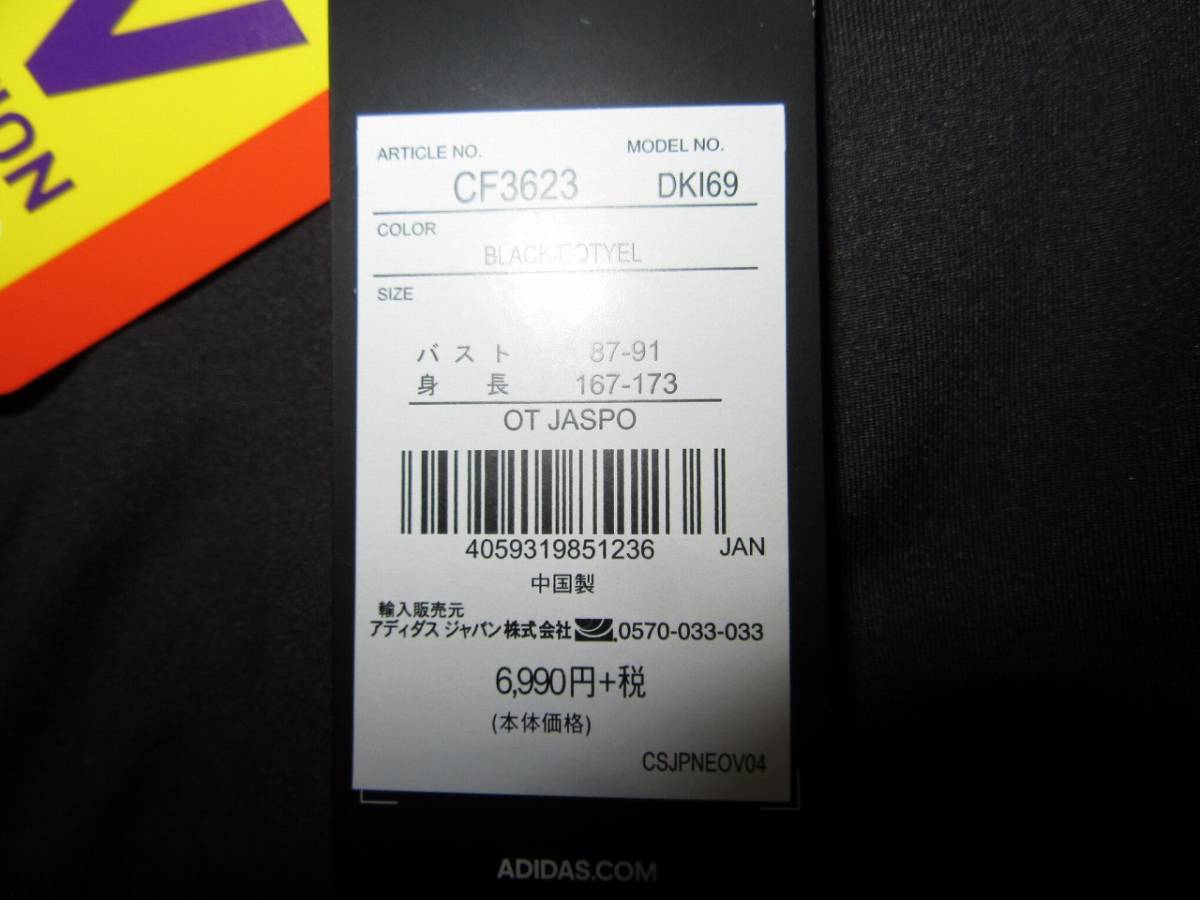 ION
ARTICLE NO. MODEL NO.
CF3623 DKI69
COLOR
BLACK/EQTYEL
SIZE
バスト 87-91
身長 167-173
OT JASPO
4059319851236 JAN
中国製
輸入販売元
アディダス ジャパン株式会社 0570-033-033
6,990円+税
(本体価格)
CSJPNEOV04
ADIDAS.COM